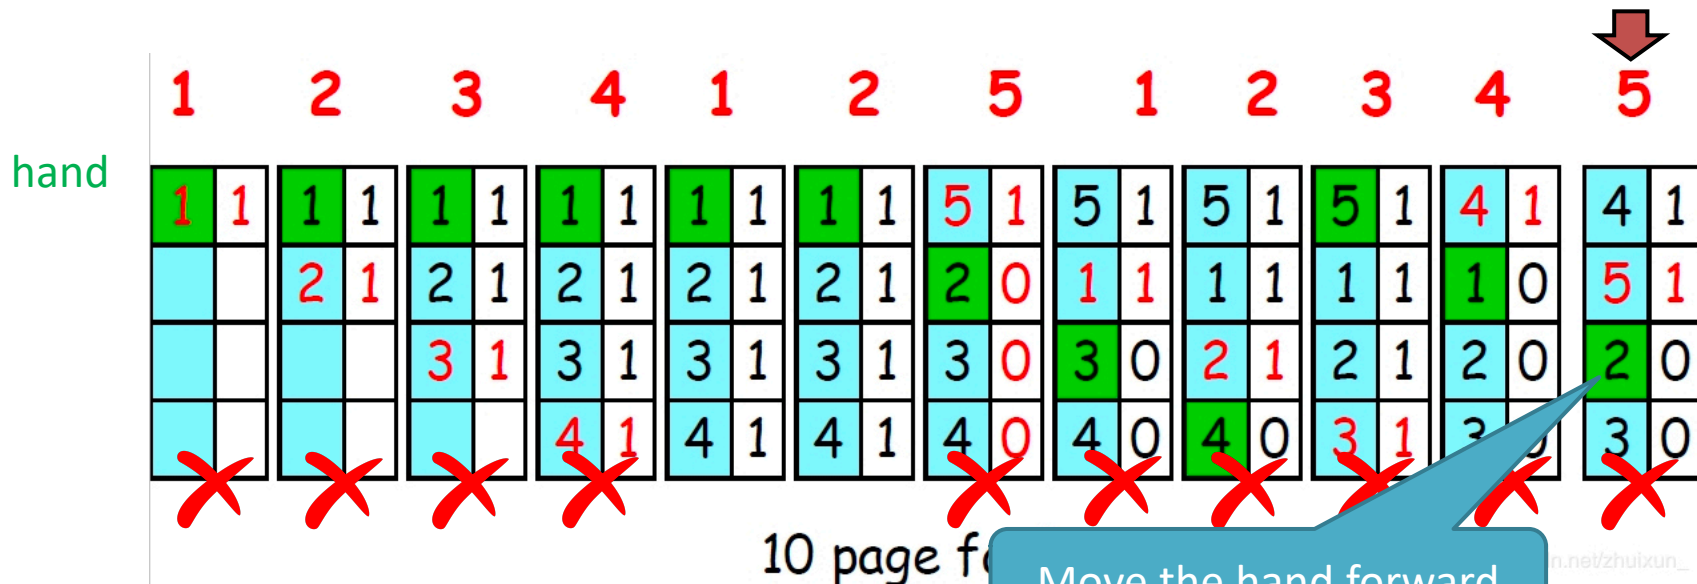 1 2 3 4 1 2 5 1 2 3 4 5
hand
1 1 1 1 1 1 1 1 1 1 1 1 5 1 5 1 5 1 5 1 4 1 4 1
2 1 2 1 2 1 2 1 2 1 2 0 1 1 1 1 1 1 1 0 5 1
3 1 3 1 3 1 3 1 3 0 3 0 2 1 2 1 2 0 2 0
4 1 4 1 4 1 4 0 4 0 4 0 3 1 3 0 3 0
10 page
Move the hand forward
n.net/zhuixun_